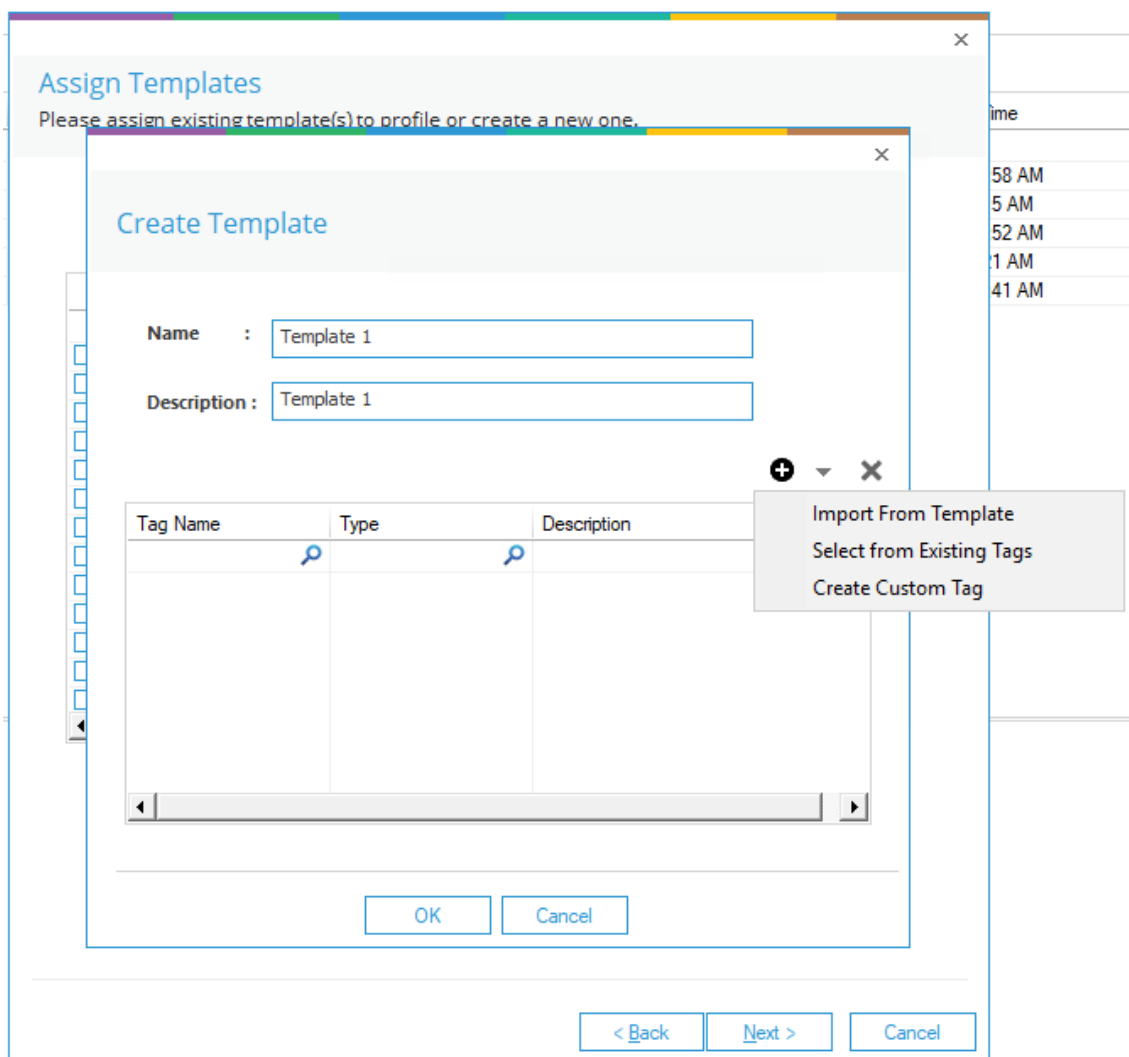 Assign Templates
Please assign existing template(s) to profile or create a new one.
Create Template
Name :
Template 1
Description :
Template 1
Import From Template
Select from Existing Tags
Create Custom Tag
Tag Name Type Description
OK Cancel
< Back Next > Cancel
58 AM
5 AM
52 AM
1 AM
41 AM